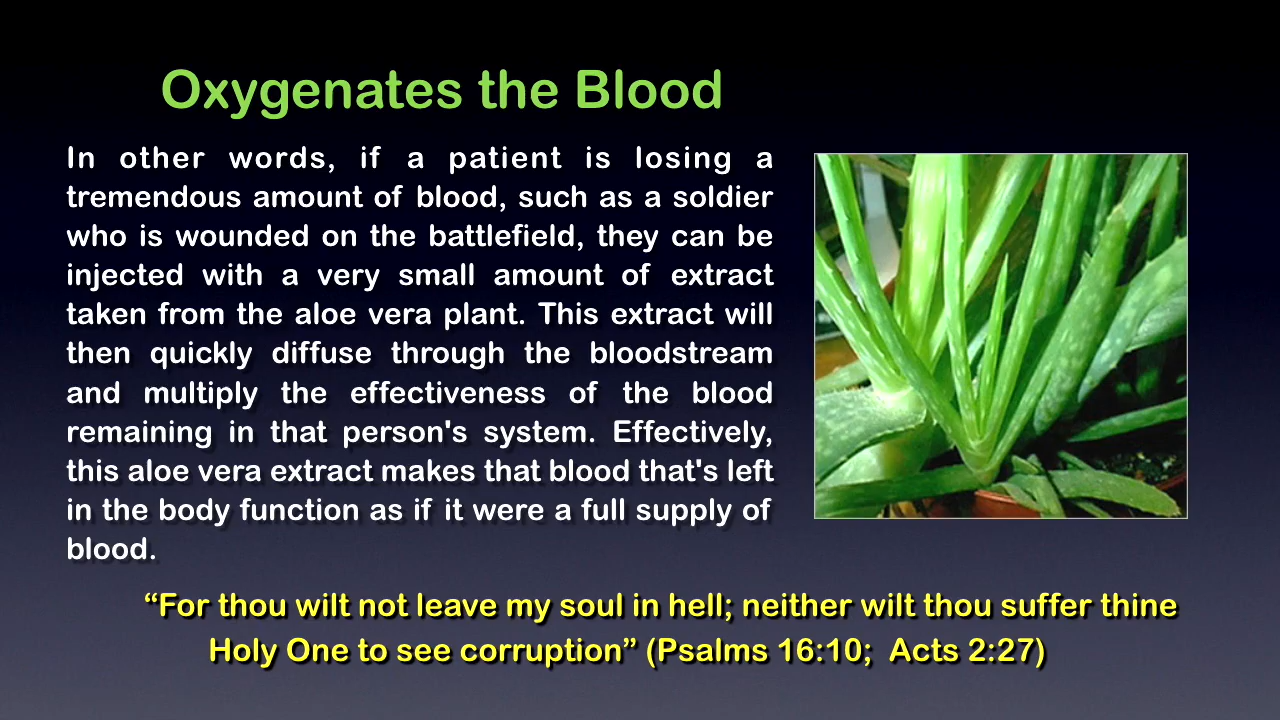 Oxygenates the Blood
In other words, if a patient is losing a
tremendous amount of blood, such as a soldier
who is wounded on the battlefield, they can be
injected with a very small amount of extract
taken from the aloe vera plant. This extract will
then quickly diffuse through the bloodstream
and multiply the effectiveness of the blood
remaining in that person's system. Effectively,
this aloe vera extract makes that blood that's left
in the body function as if it were a full supply of
blood.
“For thou wilt not leave my soul in hell; neither wilt thou suffer thine
Holy One to see corruption” (Psalms 16:10; Acts 2:27)